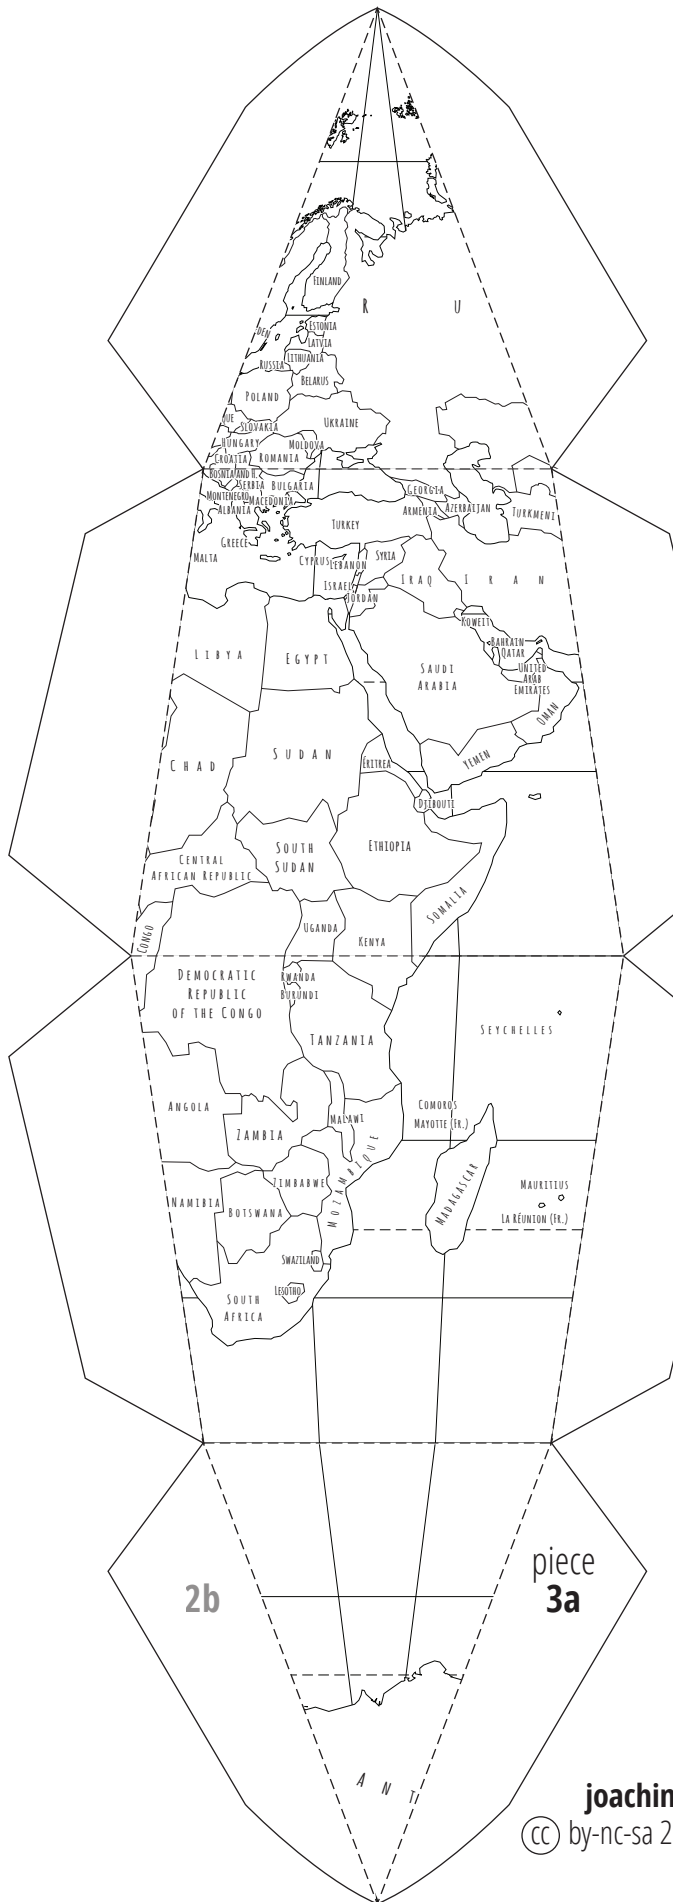 FINLAND
R U
DEN
ESTONIA
LATVIA
LITHUANIA
RUSSIA
BELARUS
POLAND
QUE
SLOVAKIA
UKRAINE
HUNGARY
MOLDOVA
CROATIA
ROMANIA
BOSNIA AND H.
SERBIA
BULGARIA
MONTENEGRO
MACEDONIA
ALBANIA
GEORGIA
ARMENIA
AZERBAIJAN
TURKMENI
TURKEY
GREECE
MALTA
CYPRUS
LEBANON
SYRIA
ISRAEL
JORDAN
IRAQ
IRAN
KOWEIT
BAHRAIN
QATAR
UNITED
ARAB
EMIRATES
OMAN
LIBYA
EGYPT
SAUDI
ARABIA
YEMEN
CHAD
SUDAN
ERITREA
DJIBOUTI
ETHIOPIA
CENTRAL
AFRICAN REPUBLIC
SOUTH
SUDAN
SOMALIA
CONGO
UGANDA
KENYA
DEMOCRATIC
REPUBLIC
OF THE CONGO
RWANDA
BURUNDI
TANZANIA
SEYCHELLES
ANGOLA
ZAMBIA
MALAWI
COMOROS
MAYOTTE (FR.)
MOZAMBIQUE
MADAGASCAR
NAMIBIA
BOTSWANA
ZIMBABWE
MAURITIUS
LA RÉUNION (FR.)
SWAZILAND
LESOTHO
SOUTH
AFRICA
2b
piece
3a
ANT
joachin
cc by-nc-sa 2